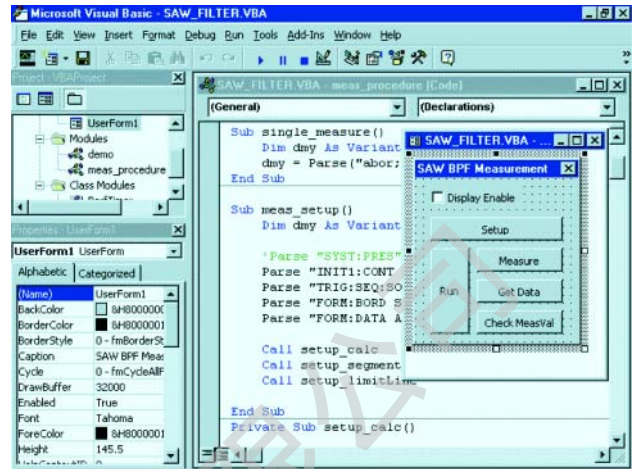 Microsoft Visual Basic - SAW_FILTER.VBA
File Edit View Insert Format Debug Run Tools Add-Ins Window Help
Project - VBAProject
UserForm1
Modules
demo
meas_procedure
Class Modules
Properties - UserForm1
UserForm1 UserForm
Alphabetic Categorized
(Name) UserForm1
BackColor &H8000000
BorderColor &H8000001
BorderStyle 0 - fmBorderSt
Caption SAW BPF Meas
Cycle 0 - fmCycleAllF
DrawBuffer 32000
Enabled True
Font Tahoma
ForeColor &H8000001
Height 145.5
SAW_FILTER.VBA - meas_procedure (Code)
(General) (Declarations)
Sub single_measure()
Dim dmy As Variant
dmy = Parse("abor;
End Sub
Sub meas_setup()
Dim dmy As Variant
'Parse "SYST:PRES"
Parse "INIT1:CONT
Parse "TRIG:SEQ:SO
Parse "FORM:BORD S
Parse "FORM:DATA A
Call setup_calc
Call setup_segment
Call setup_limitLine
End Sub
Private Sub setup_calc()
SAW_FILTER.VBA - ...
SAW BPF Measurement
Display Enable
Setup
Run
Measure
Get Data
Check MeasVal